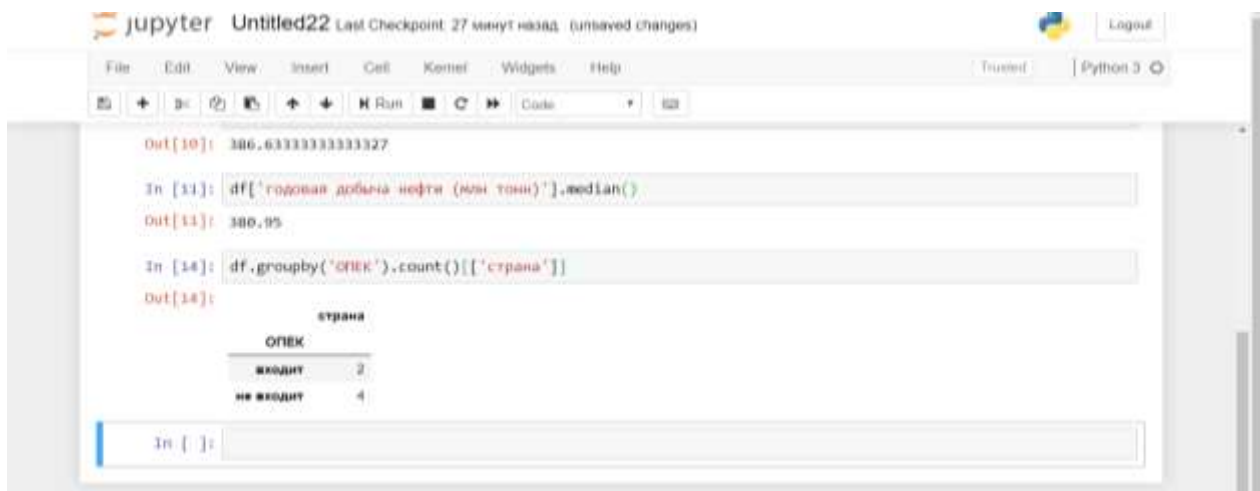 jupyter Untitled22 Last Checkpoint: 27 минут назад (unsaved changes) Logout
File Edit View Insert Cell Kernel Widgets Help Trusted Python 3
Run Code
Out[10]: 386.63333333333327
In [11]: df['годовая добыча нефти (млн тонн)'].median()
Out[11]: 380.95
In [14]: df.groupby('ОПЕК').count()[['страна']]
Out[14]:
страна
ОПЕК
входит 2
не входит 4
In [ ]: